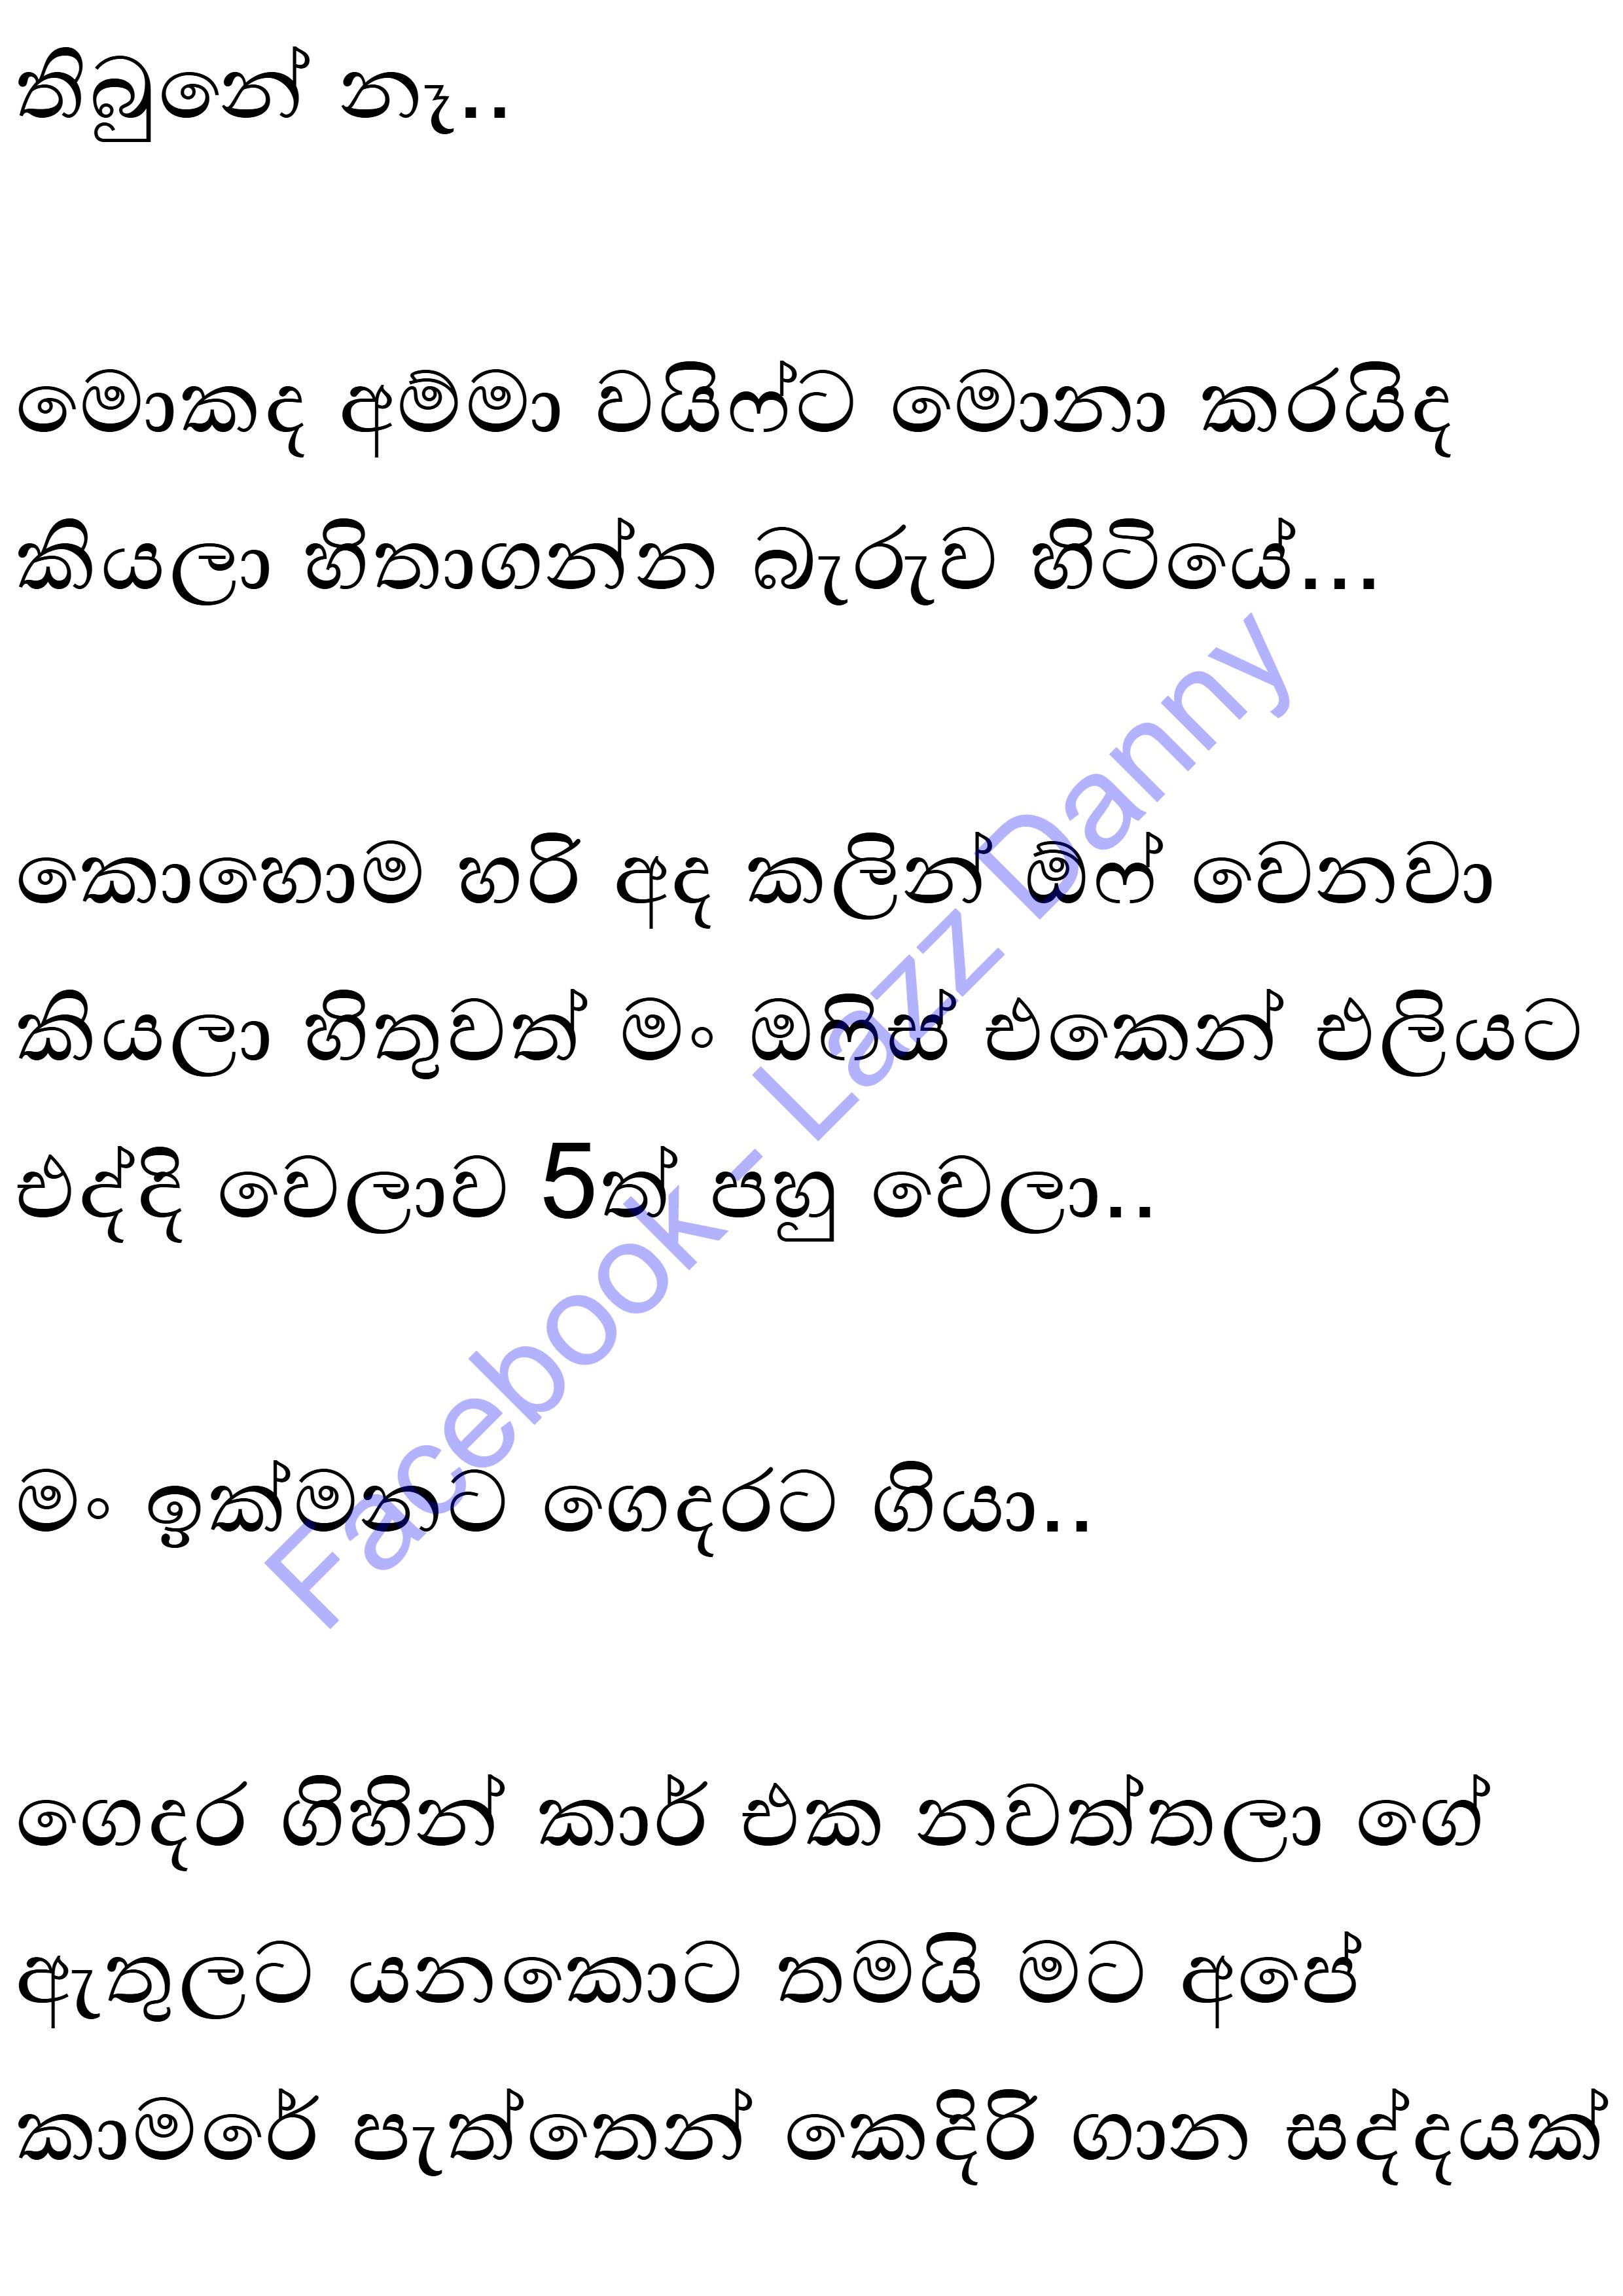 තිබුනේ නෑ..
මොකද අම්මා වයිෆ්ට මොනා කරයිද
කියලා හිතාගන්න බැරුව හිටියේ...
කොහොම හරි අද කලින් ඕෆ් වෙනවා
කියලා හිතුවත් මං ඔෆිස් එකෙන් එලියට
එද්දි වෙලාව 5ත් පහු වෙලා..
මං ඉක්මනට ගෙදරට ගියා..
ගෙදර ගිහින් කාර් එක නවත්තලා ගේ
ඇතුලට යනකොට තමයි මට අපේ
කාමරේ පැත්තෙන් කෙදිරි ගාන සද්දයක්
Facebook - Lazz Danny